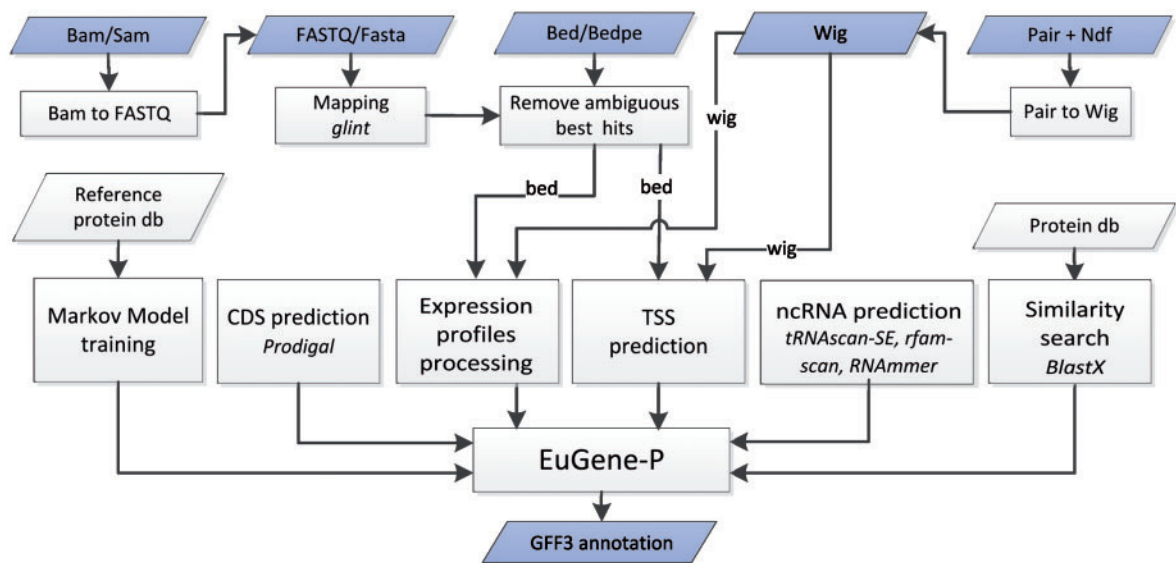 Bam/Sam
FASTQ/Fasta
Bed/Bedpe
Wig
Pair + Ndf
Bam to FASTQ
Mapping
glint
Remove ambiguous
best hits
wig
Pair to Wig
Reference
protein db
bed
bed
wig
Protein db
Markov Model
training
CDS prediction
Prodigal
Expression
profiles
processing
TSS
prediction
ncRNA prediction
tRNAscan-SE, rfam-
scan, RNAmmer
Similarity
search
BlastX
EuGene-P
GFF3 annotation